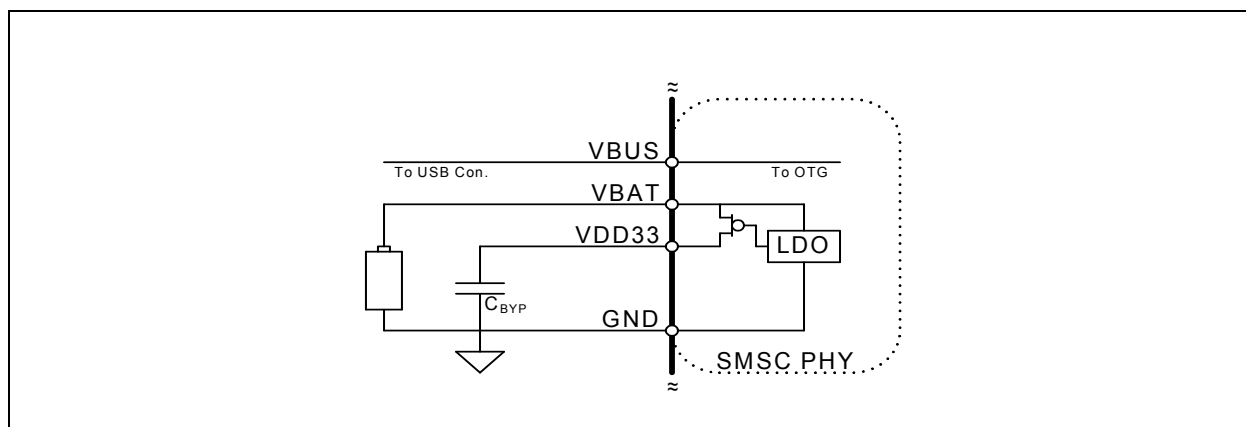 VBUS
To USB Con.
To OTG
VBAT
VDD33
LDO
CBYP
GND
SMSC PHY